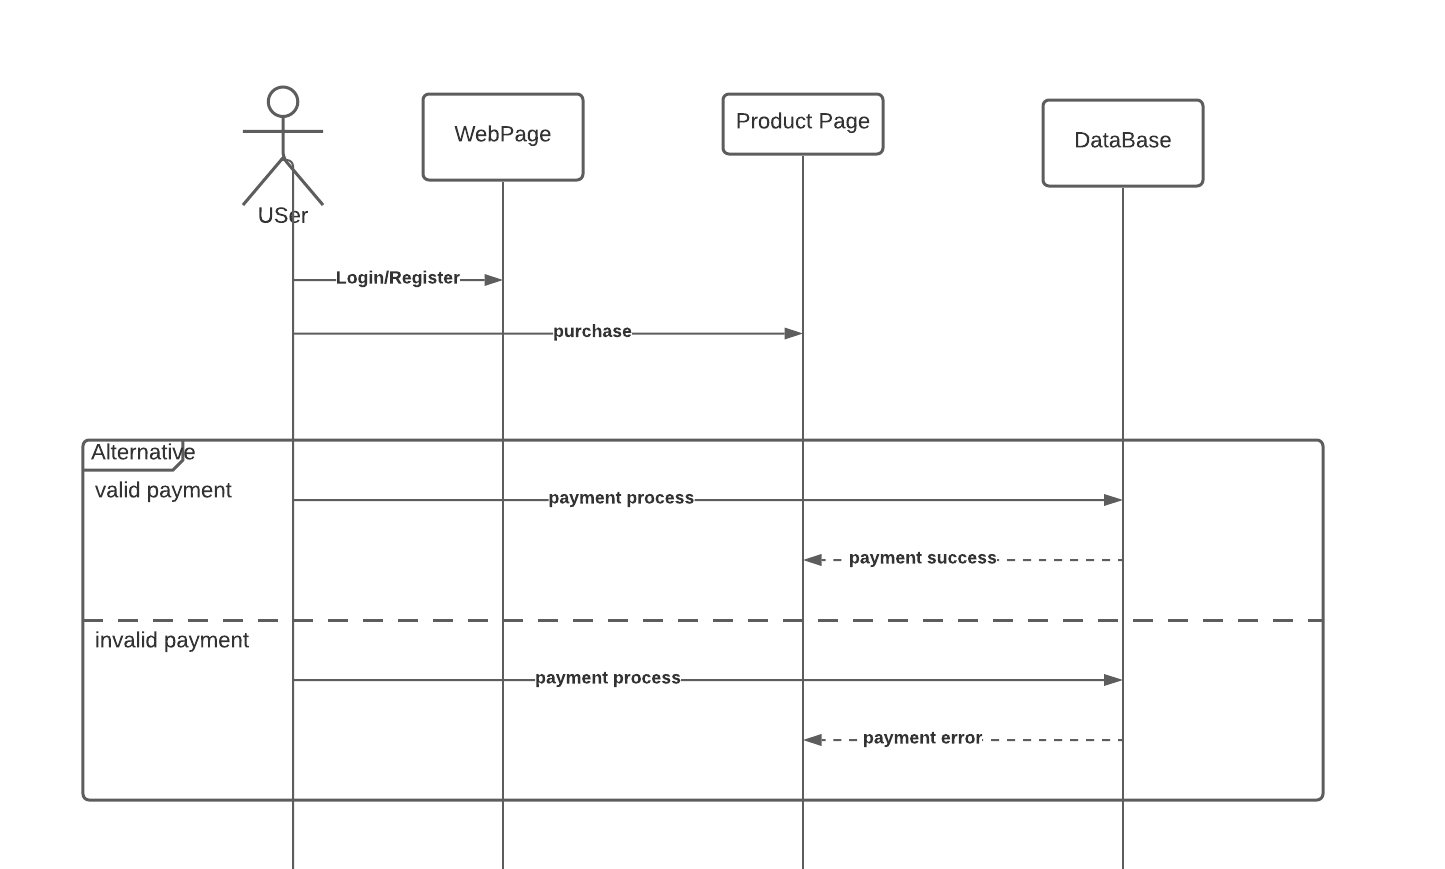 WebPage
Product Page
DataBase
USer
Login/Register
purchase
Alternative
valid payment
payment process
payment success
invalid payment
payment process
payment error